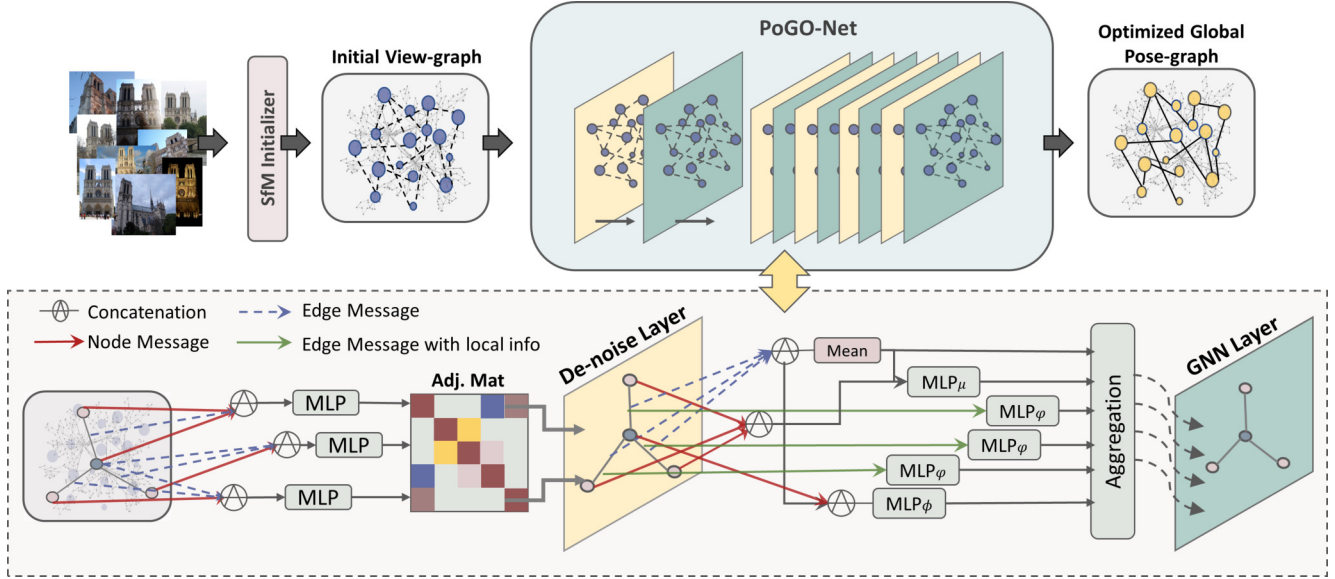 PoGO-Net
Initial View-graph
Optimized Global
Pose-graph
SfM Initializer
Concatenation
Edge Message
Node Message
Edge Message with local info
Adj. Mat
De-noise Layer
GNN Layer
MLP
MLP
MLP
Mean
MLPμ
MLPφ
MLPφ
MLPφ
MLPϕ
Aggregation